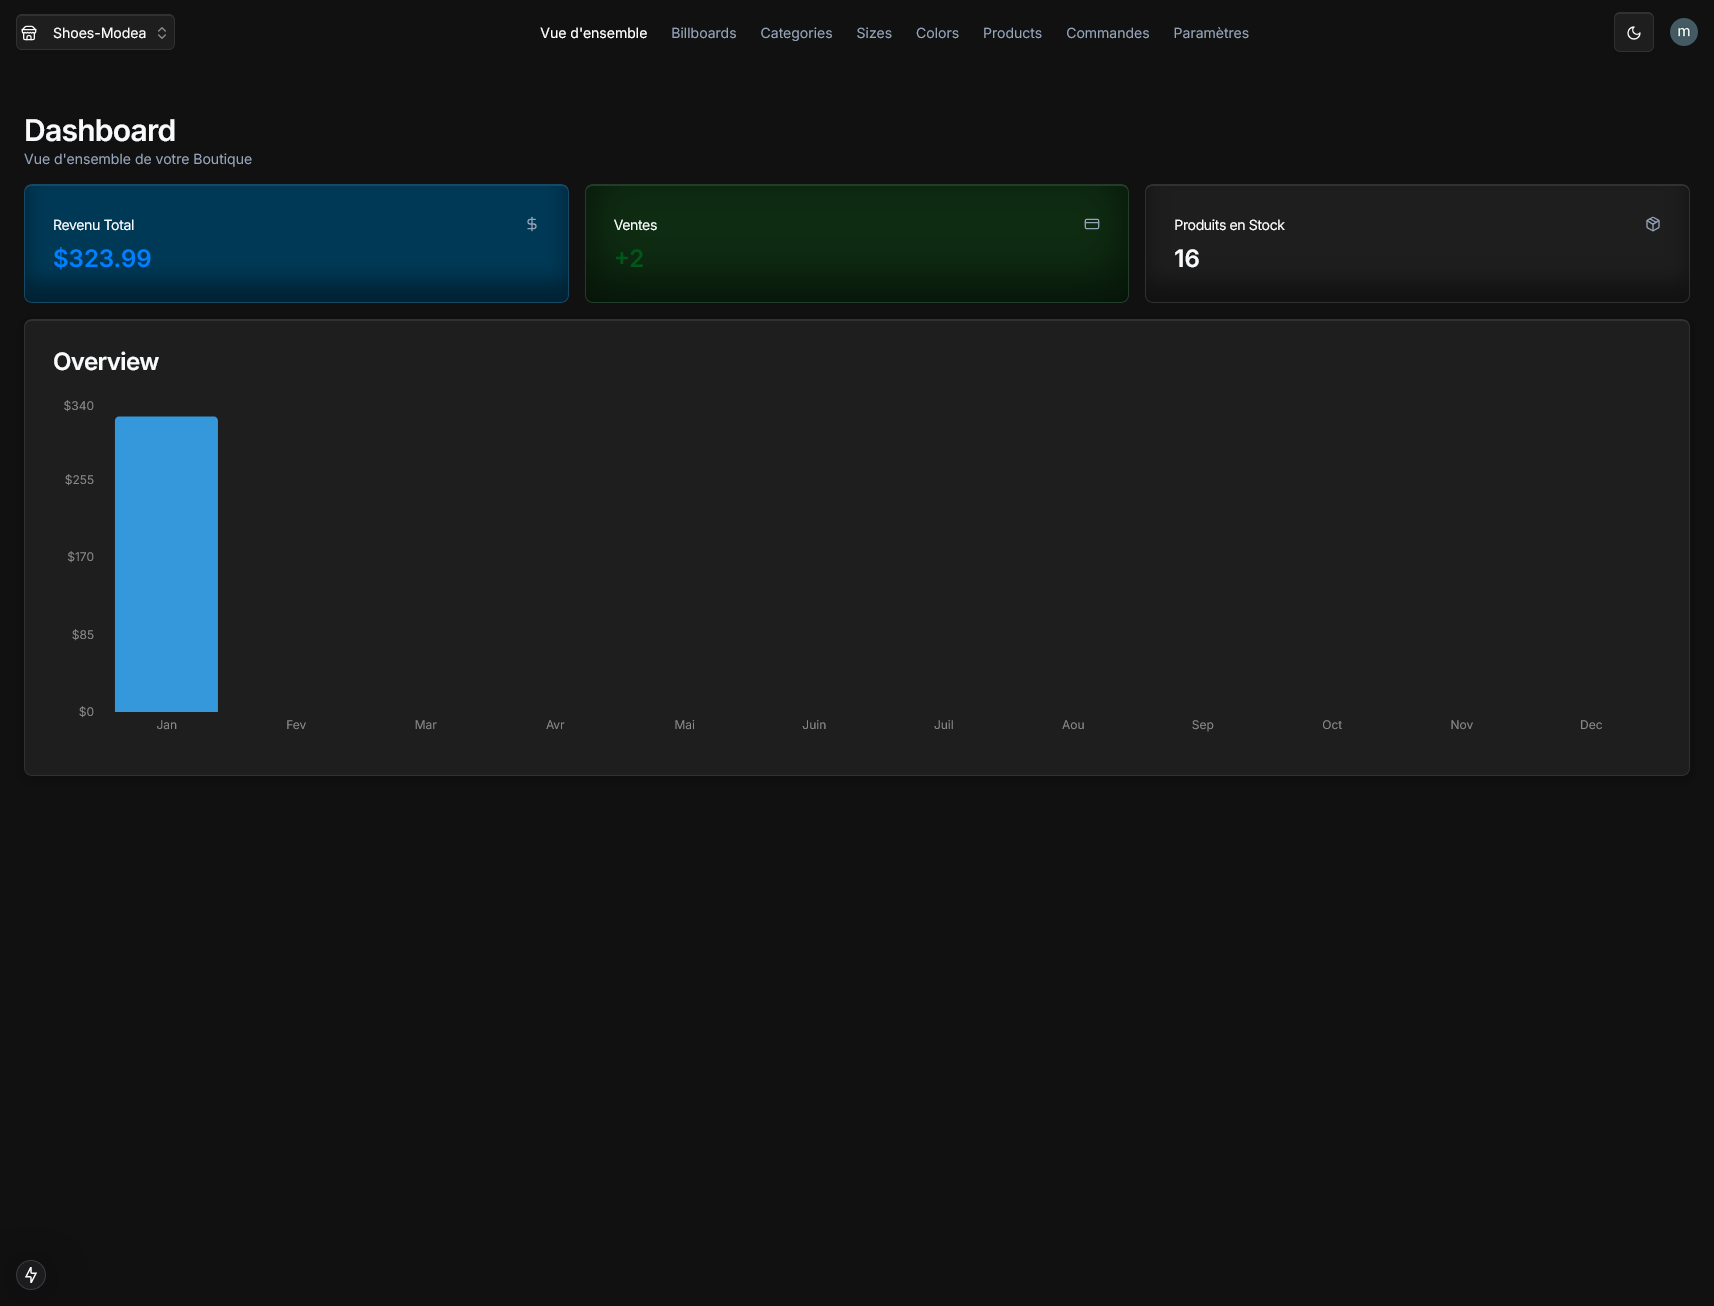 Shoes-Modea
Vue d'ensemble Billboards Categories Sizes Colors Products Commandes Paramètres
m
Dashboard
Vue d'ensemble de votre Boutique
Revenu Total
$323.99
Ventes
+2
Produits en Stock
16
Overview
$340
$255
$170
$85
$0
Jan Fev Mar Avr Mai Juin Juil Aou Sep Oct Nov Dec